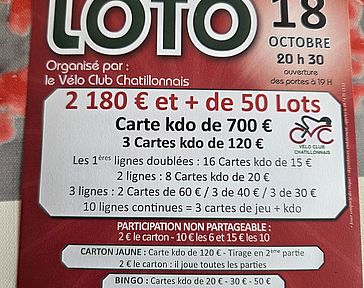 LOTO
18
OCTOBRE
20 h 30
ouverture
des portes à 19 H
Organisé par :
le Vélo Club Chatillonnais
2 180 € et + de 50 Lots
Carte kdo de 700 €
3 Cartes kdo de 120 €
CVC
VÉLO CLUB
CHATILLONNAIS
Les 1ères lignes doublées : 16 Cartes kdo de 15 €
2 lignes : 8 Cartes kdo de 20 €
3 lignes : 2 Cartes de 60 € / 3 de 40 € / 3 de 30 €
10 lignes continues = 3 cartes de jeu + kdo
PARTICIPATION NON PARTAGEABLE :
2 € le carton - 10 € les 6 et 15 € les 10
CARTON JAUNE : Carte kdo de 120 € - Tirage en 2ème partie
2 € le carton : il joue toutes les parties
BINGO : Cartes kdo de 20 € - 30 € - 50 €